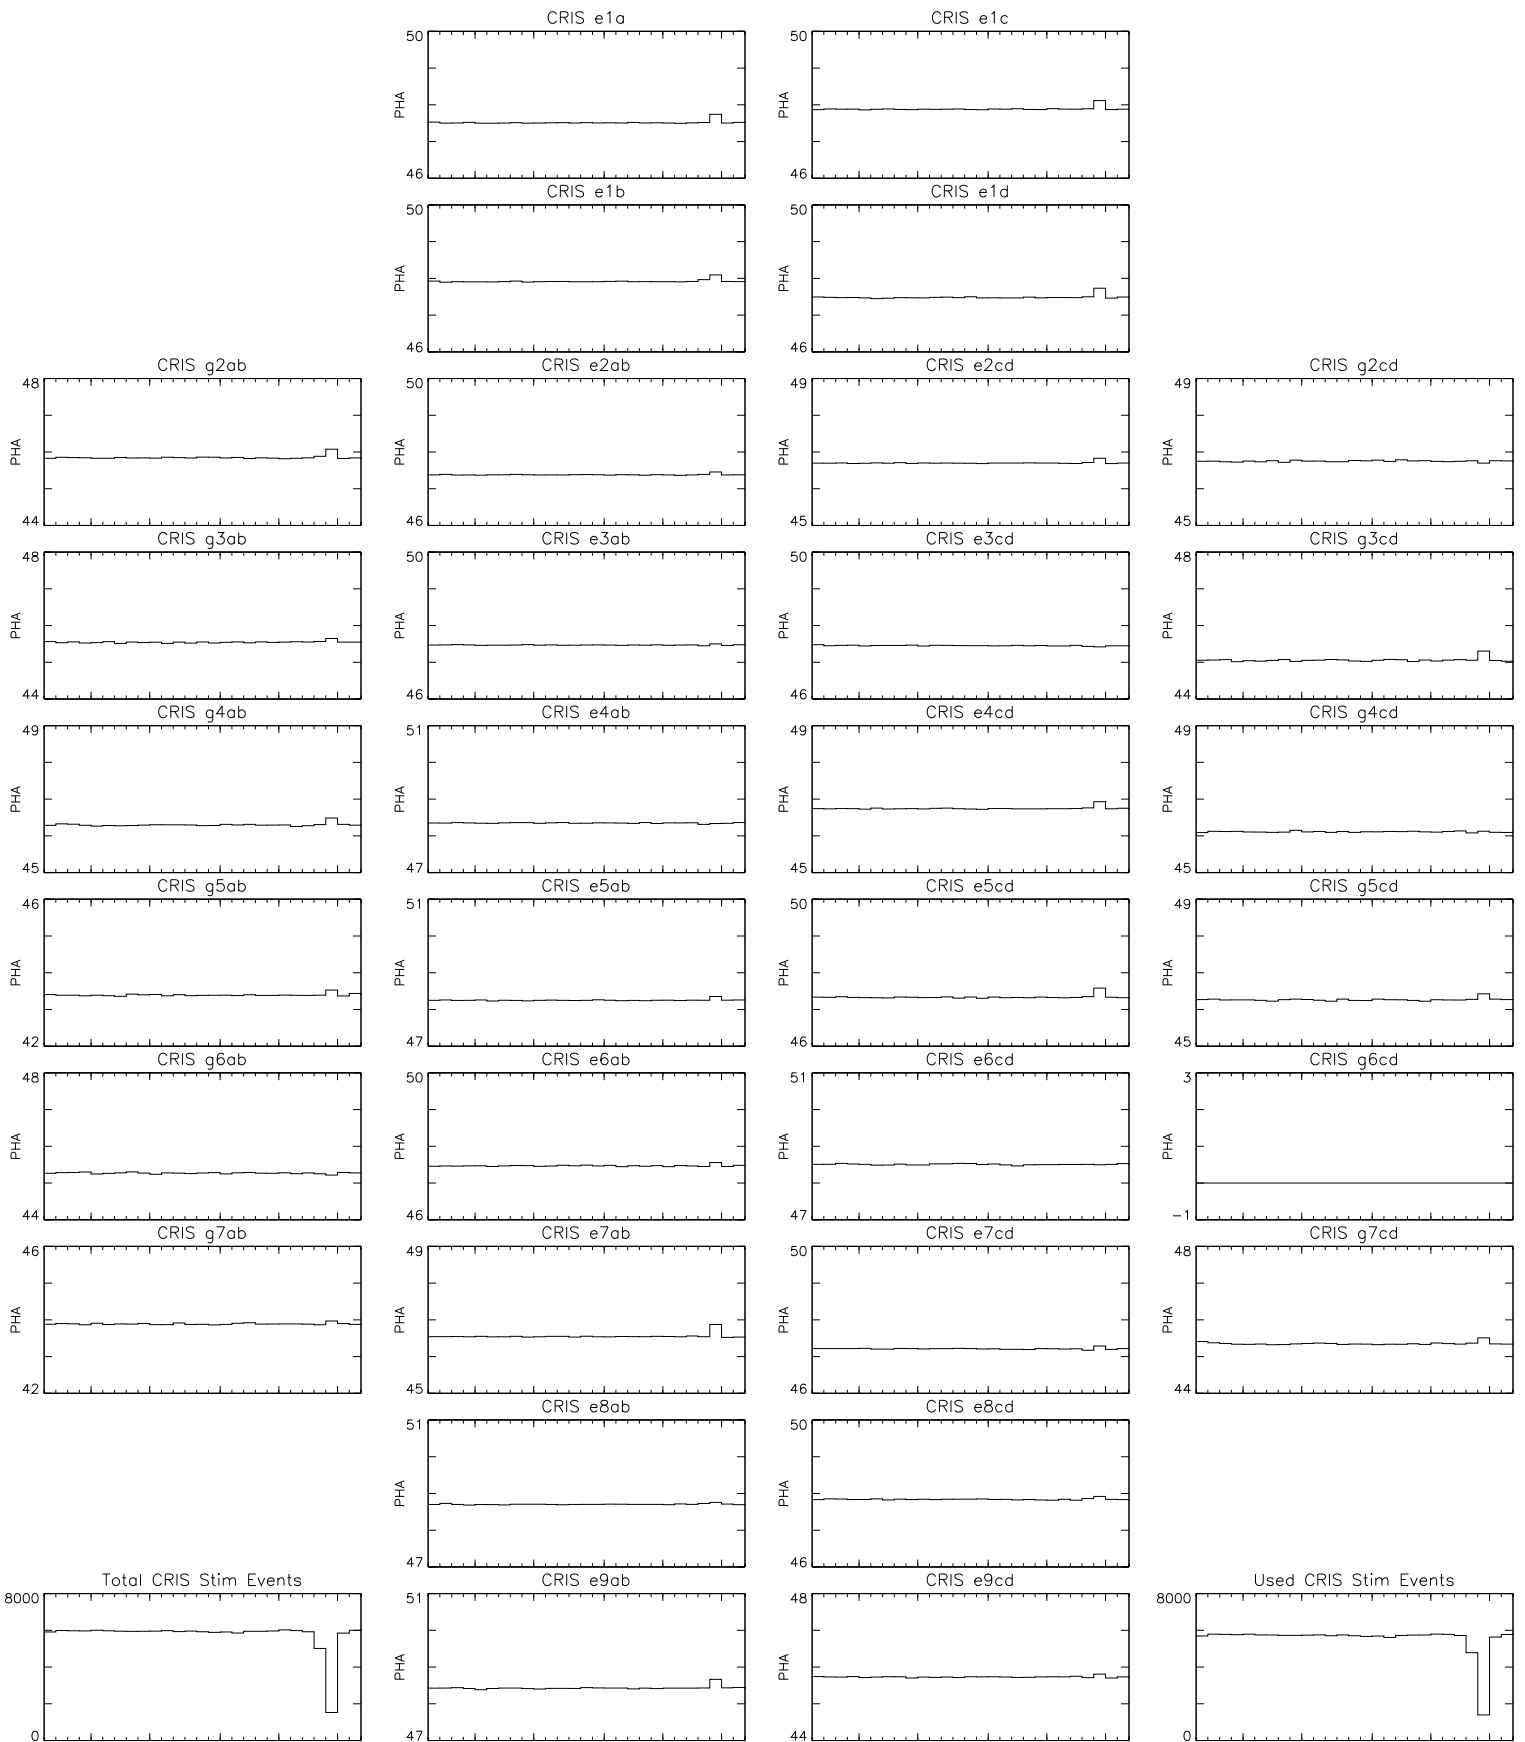 CRIS e1a
50
PHA
46
CRIS e1c
50
PHA
46
CRIS e1b
50
PHA
46
CRIS e1d
50
PHA
46
CRIS g2ab
48
PHA
44
CRIS e2ab
50
PHA
46
CRIS e2cd
49
PHA
45
CRIS g2cd
49
PHA
45
CRIS g3ab
48
PHA
44
CRIS e3ab
50
PHA
46
CRIS e3cd
50
PHA
46
CRIS g3cd
48
PHA
44
CRIS g4ab
49
PHA
45
CRIS e4ab
51
PHA
47
CRIS e4cd
49
PHA
45
CRIS g4cd
49
PHA
45
CRIS g5ab
46
PHA
42
CRIS e5ab
51
PHA
47
CRIS e5cd
50
PHA
46
CRIS g5cd
49
PHA
45
CRIS g6ab
48
PHA
44
CRIS e6ab
50
PHA
46
CRIS e6cd
51
PHA
47
CRIS g6cd
3
PHA
-1
CRIS g7ab
46
PHA
42
CRIS e7ab
49
PHA
45
CRIS e7cd
50
PHA
46
CRIS g7cd
48
PHA
44
CRIS e8ab
51
PHA
47
CRIS e8cd
50
PHA
46
Total CRIS Stim Events
8000
0
CRIS e9ab
51
PHA
47
CRIS e9cd
48
PHA
44
Used CRIS Stim Events
8000
0